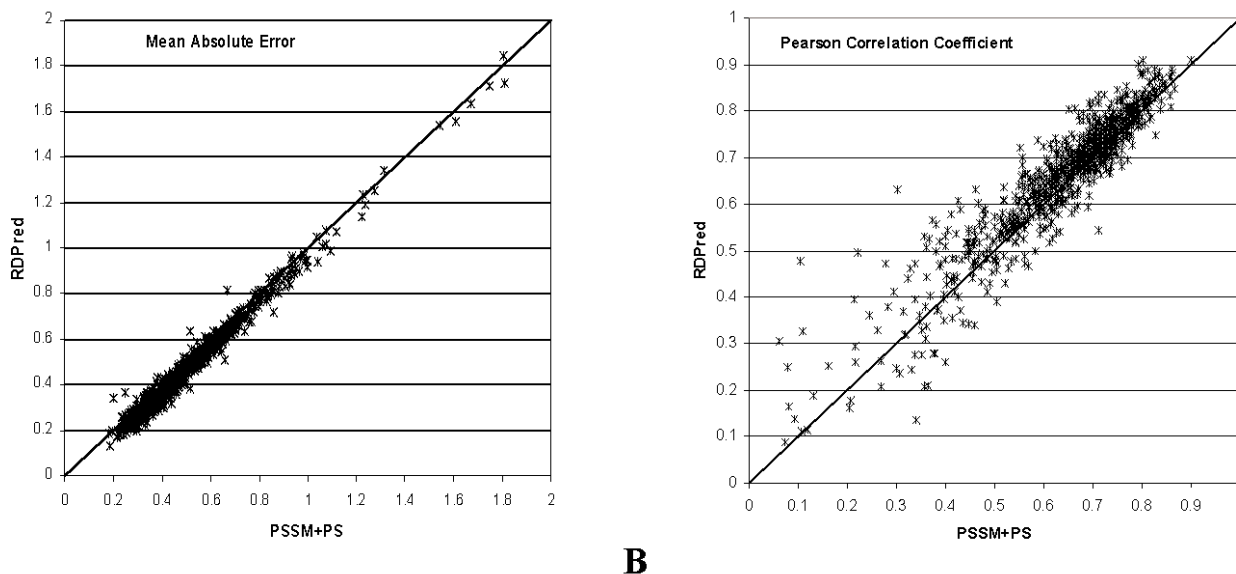 Mean Absolute Error
2
1.8
1.6
1.4
1.2
1
0.8
0.6
0.4
0.2
0
RDPred
0 0.2 0.4 0.6 0.8 1 1.2 1.4 1.6 1.8 2
PSSM+PS
Pearson Correlation Coefficient
1
0.9
0.8
0.7
0.6
0.5
0.4
0.3
0.2
0.1
0
RDPred
0 0.1 0.2 0.3 0.4 0.5 0.6 0.7 0.8 0.9
PSSM+PS
B